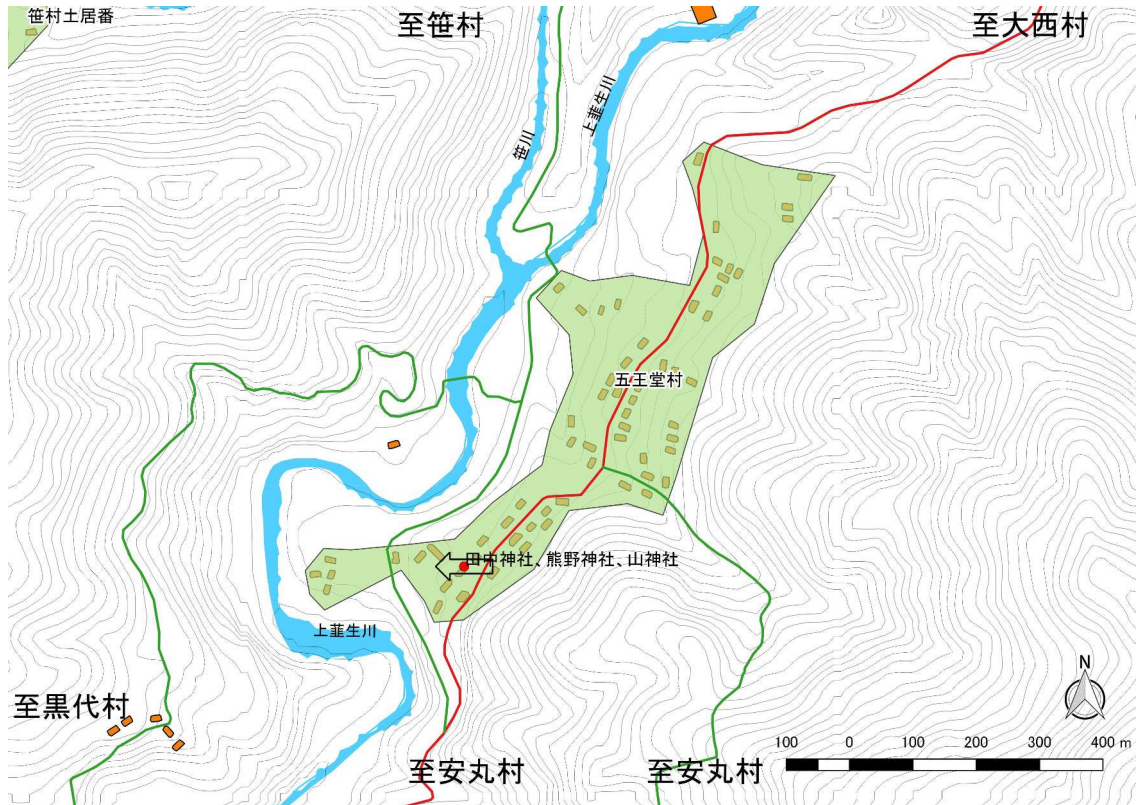 笹村土居番
至笹村
至大西村
上韮生川
笹川
五王堂村
田中神社、熊野神社、山神社
上韮生川
至黒代村
N
100 0 100 200 300 400 m
至安丸村
至安丸村